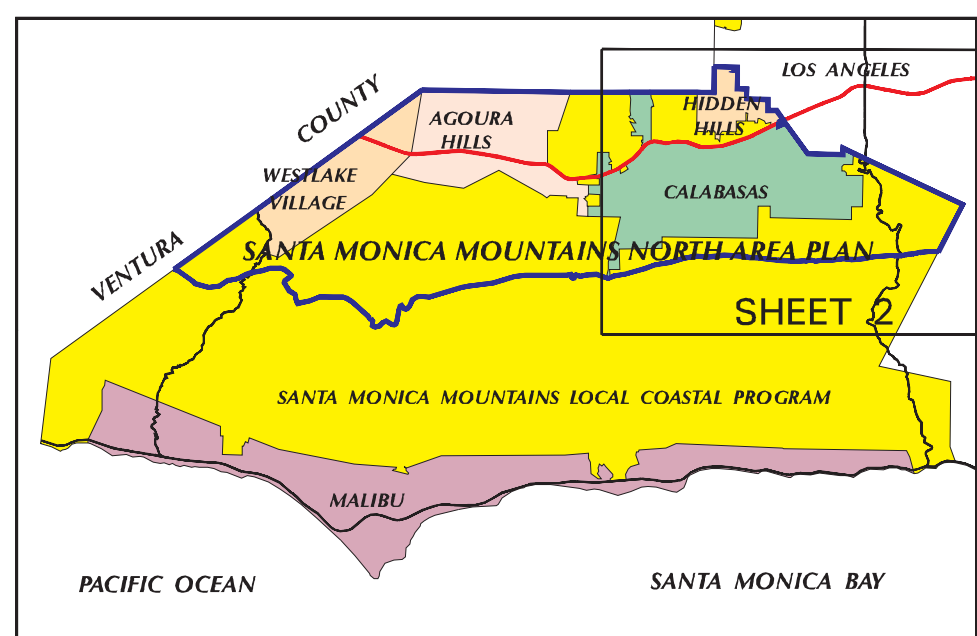 LOS ANGELES
COUNTY
HIDDEN
HILLS
AGOURA
HILLS
WESTLAKE
VILLAGE
CALABASAS
VENTURA
SANTA MONICA MOUNTAINS NORTH AREA PLAN
SHEET 2
SANTA MONICA MOUNTAINS LOCAL COASTAL PROGRAM
MALIBU
PACIFIC OCEAN
SANTA MONICA BAY